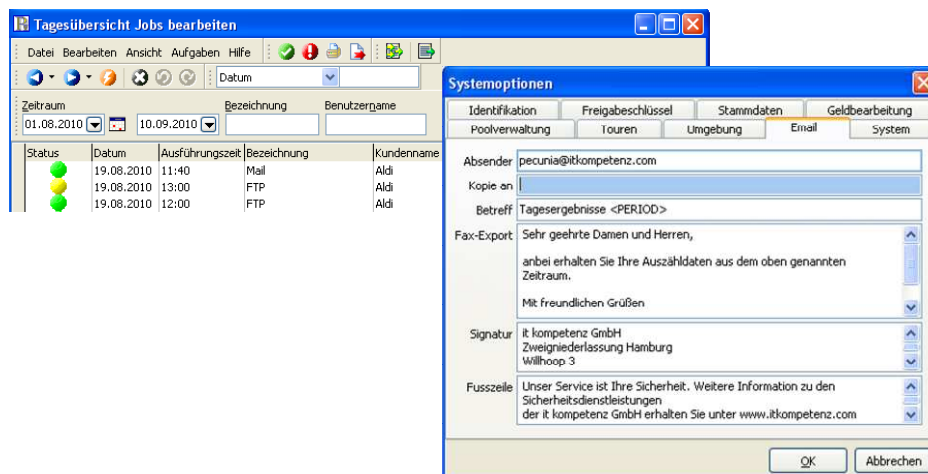 Tagesübersicht Jobs bearbeiten
Datei Bearbeiten Ansicht Aufgaben Hilfe
Datum
Zeitraum Bezeichnung Benutzername
01.08.2010 10.09.2010
Status Datum Ausführungszeit Bezeichnung Kundenname
19.08.2010 11:40 Mail Aldi
19.08.2010 13:00 FTP Aldi
19.08.2010 12:00 FTP Aldi
Systemoptionen
Identifikation Freigabeschlüssel Stammdaten Geldbearbeitung
Poolverwaltung Touren Umgebung Email System
Absender pecunia@itkompetenz.com
Kopie an
Betreff Tagesergebnisse <PERIOD>
Fax-Export Sehr geehrte Damen und Herren,
anbei erhalten Sie Ihre Auszähldaten aus dem oben genannten
Zeitraum.
Mit freundlichen Grüßen
Signatur it kompetenz GmbH
Zweigniederlassung Hamburg
Willhoop 3
Fusszeile Unser Service ist Ihre Sicherheit. Weitere Information zu den
Sicherheitsdienstleistungen
der it kompetenz GmbH erhalten Sie unter www.itkompetenz.com
OK Abbrechen